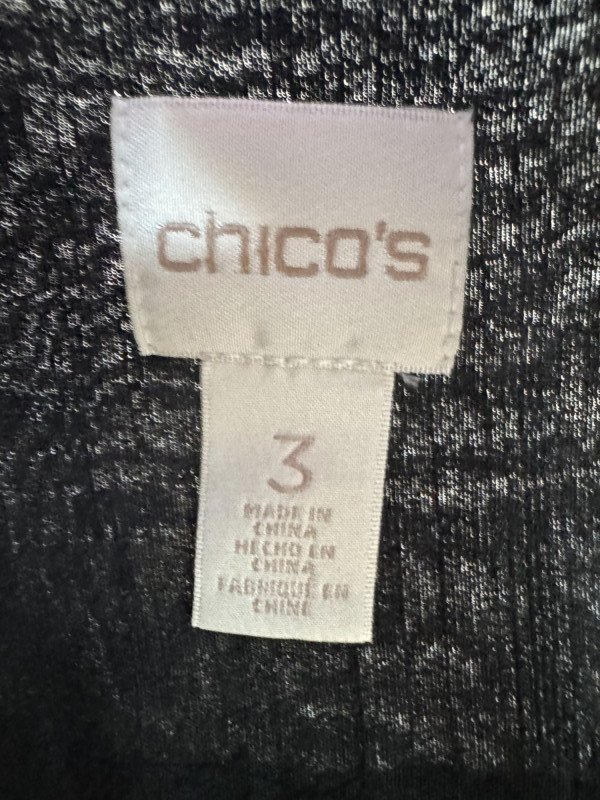 chico's
3
MADE IN
CHINA
HECHO EN
CHINA
FABRIQUÉ EN
CHINE